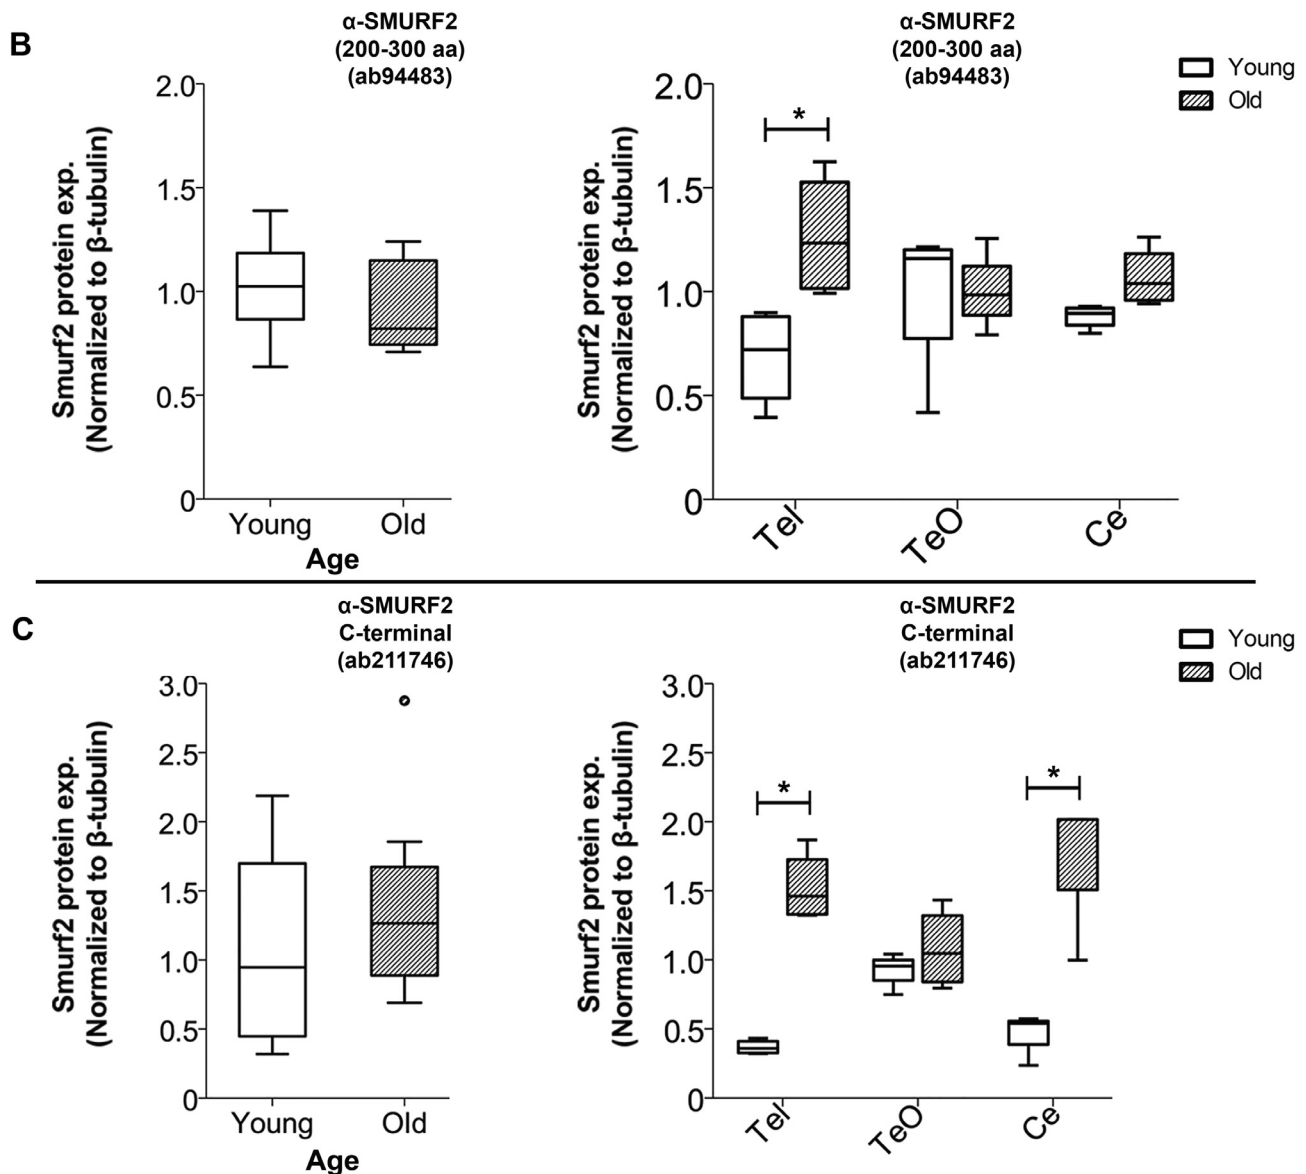 B
α-SMURF2
(200-300 aa)
(ab94483)
Smurf2 protein exp.
(Normalized to β-tubulin)
2.0
1.5
1.0
0.5
0
Young
Old
Age
α-SMURF2
(200-300 aa)
(ab94483)
Young
Old
Smurf2 protein exp.
(Normalized to β-tubulin)
2.0
1.5
1.0
0.5
0
*
Tel
TeO
Ce
C
α-SMURF2
C-terminal
(ab211746)
Smurf2 protein exp.
(Normalized to β-tubulin)
3.0
2.5
2.0
1.5
1.0
0.5
0
Young
Old
Age
α-SMURF2
C-terminal
(ab211746)
Young
Old
Smurf2 protein exp.
(Normalized to β-tubulin)
3.0
2.5
2.0
1.5
1.0
0.5
0
*
*
Tel
TeO
Ce